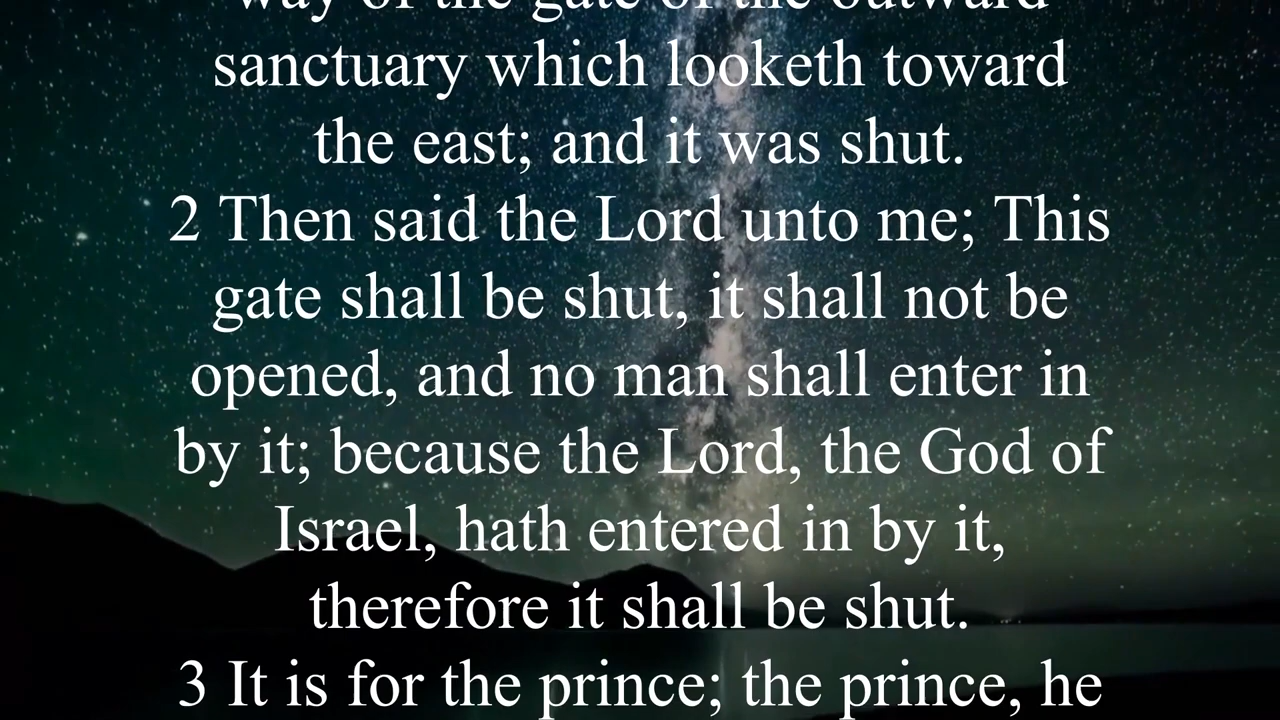 way of the gate of the outward
sanctuary which looketh toward
the east; and it was shut.
2 Then said the Lord unto me; This
gate shall be shut, it shall not be
opened, and no man shall enter in
by it; because the Lord, the God of
Israel, hath entered in by it,
therefore it shall be shut.
3 It is for the prince; the prince, he